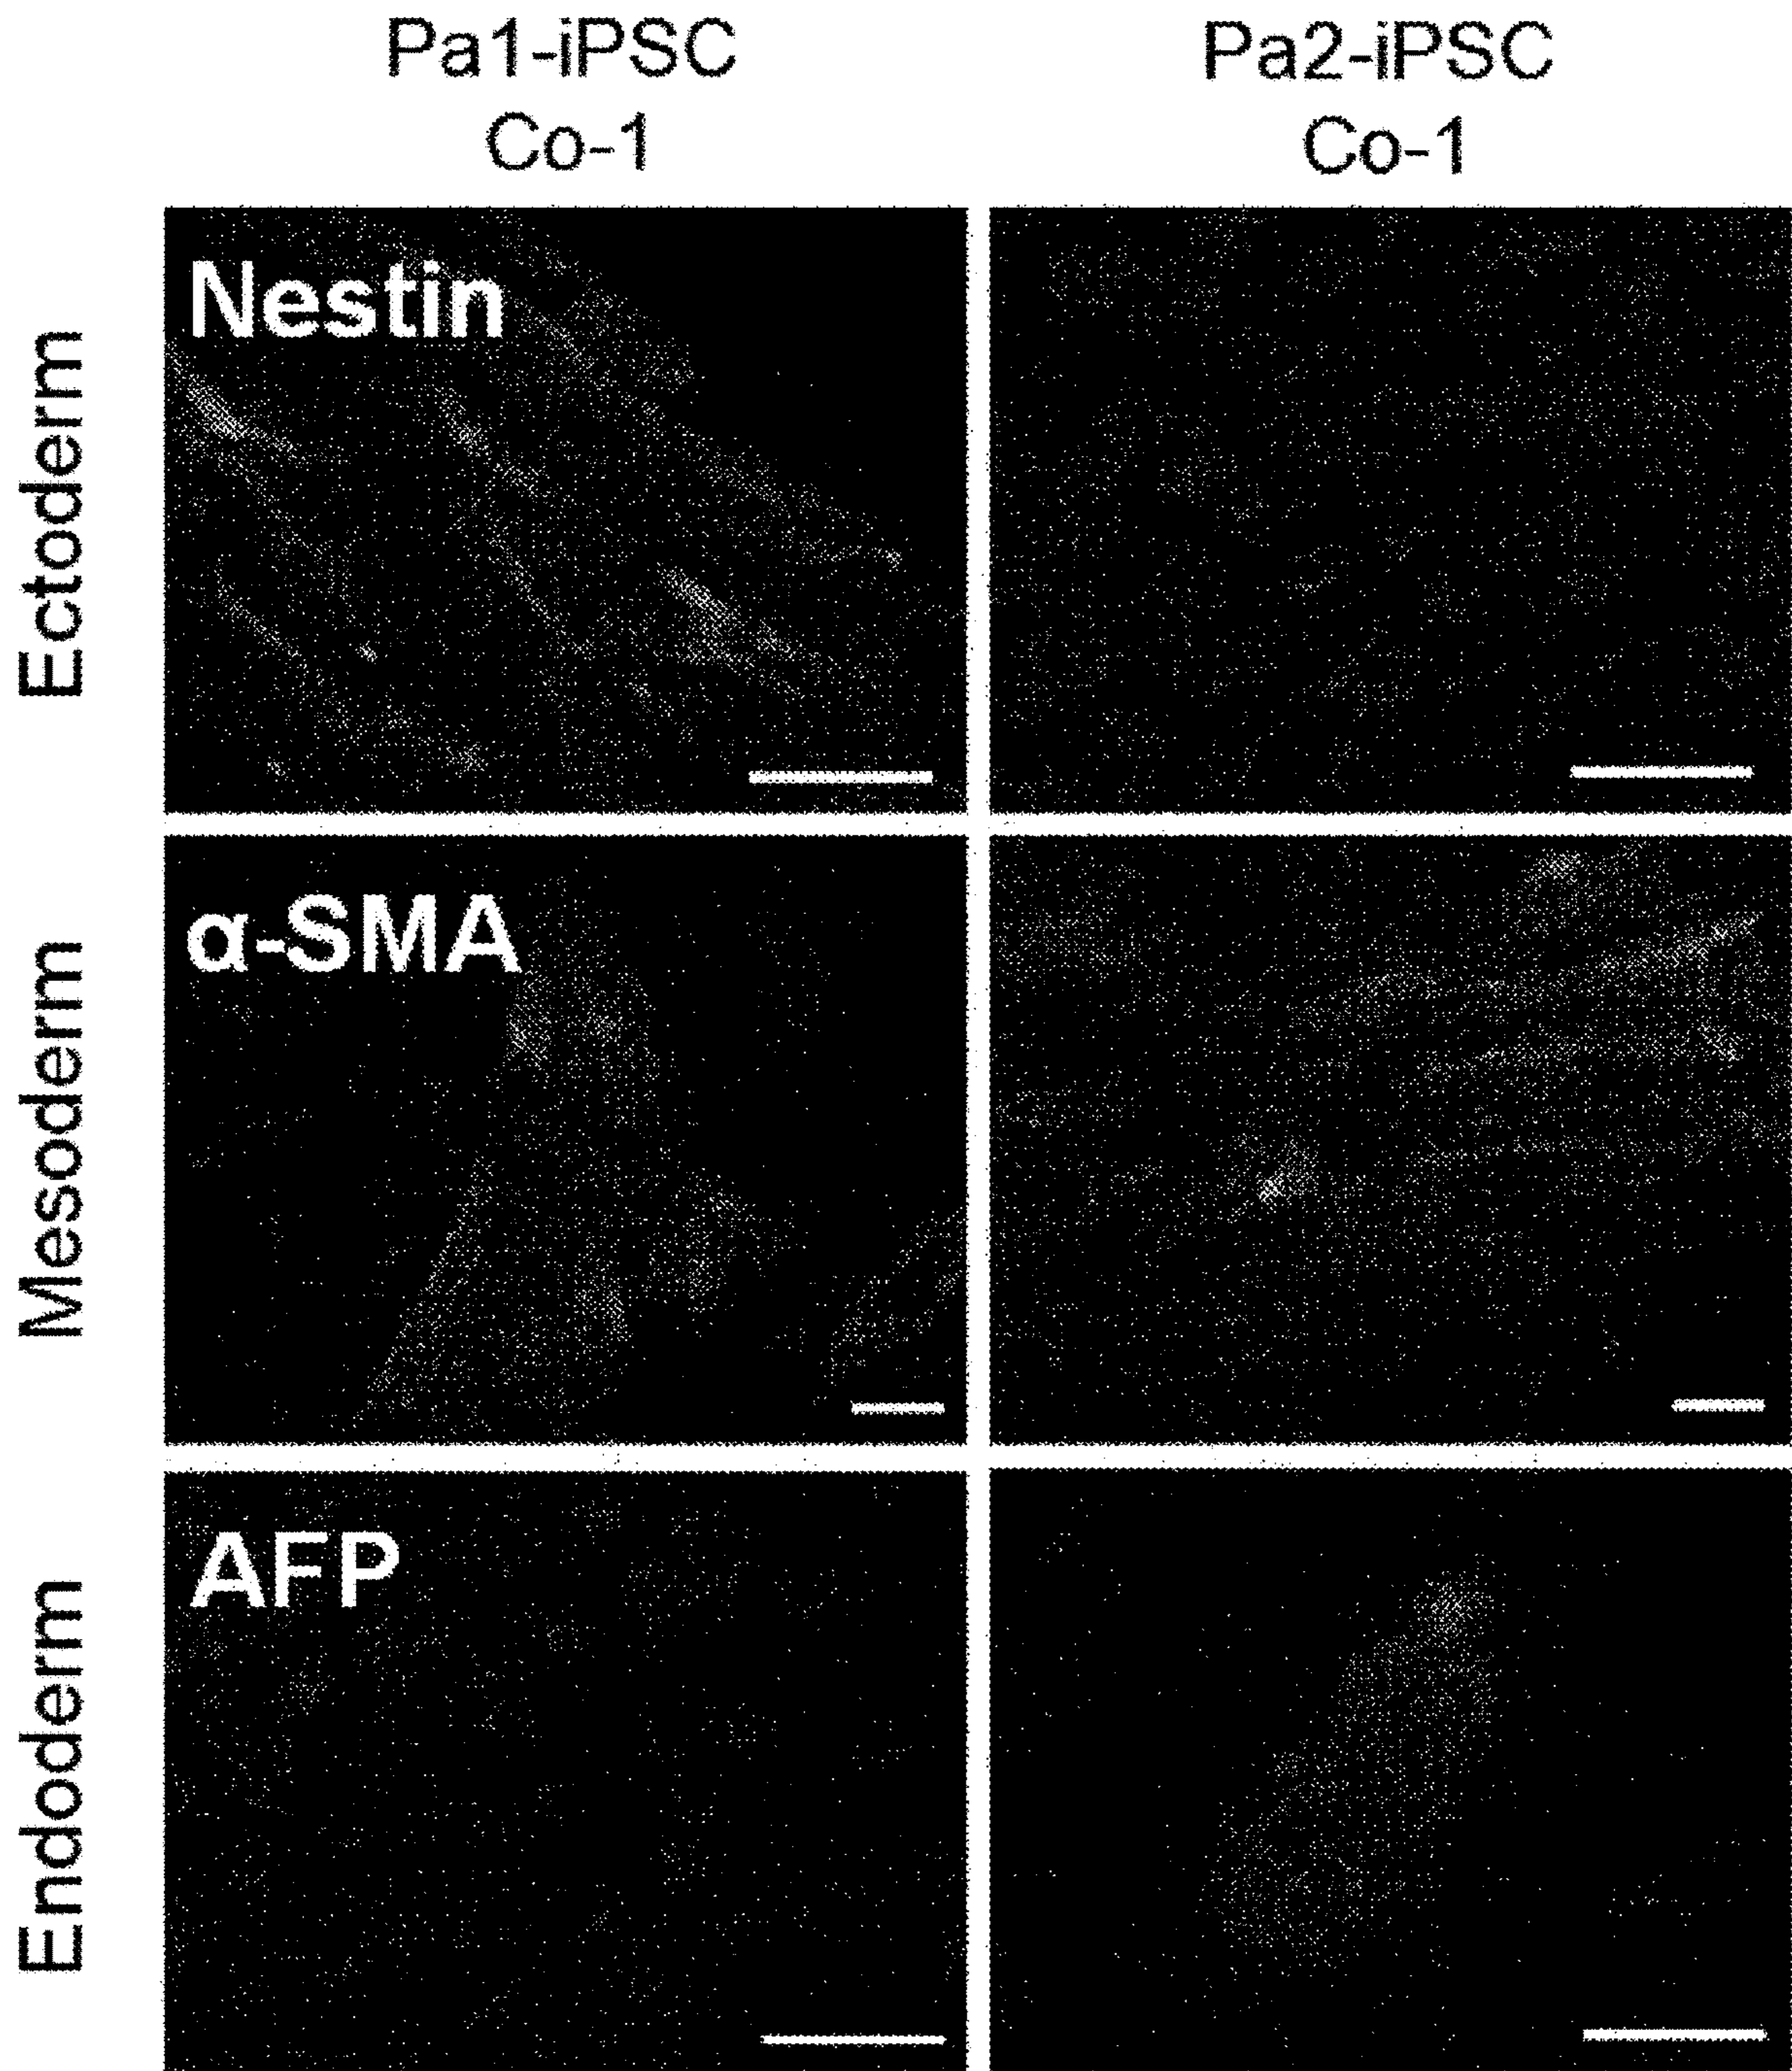 Pa1-iPSC
Co-1
Pa2-iPSC
Co-1
Ectoderm
Nestin
Mesoderm
α-SMA
Endoderm
AFP